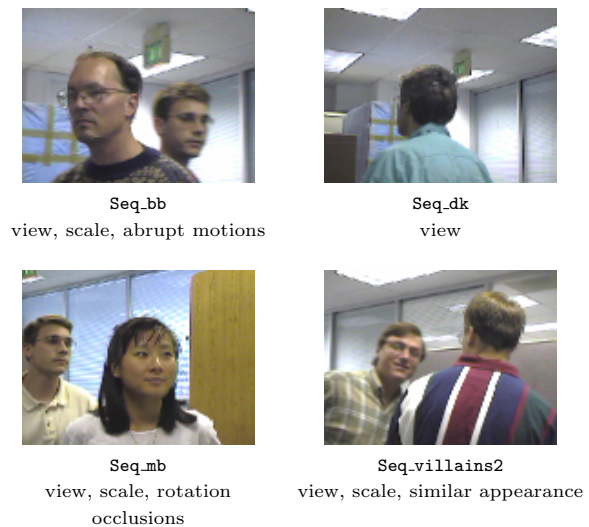 Seq_bb
view, scale, abrupt motions
Seq_dk
view
Seq_mb
view, scale, rotation
occlusions
Seq_villains2
view, scale, similar appearance